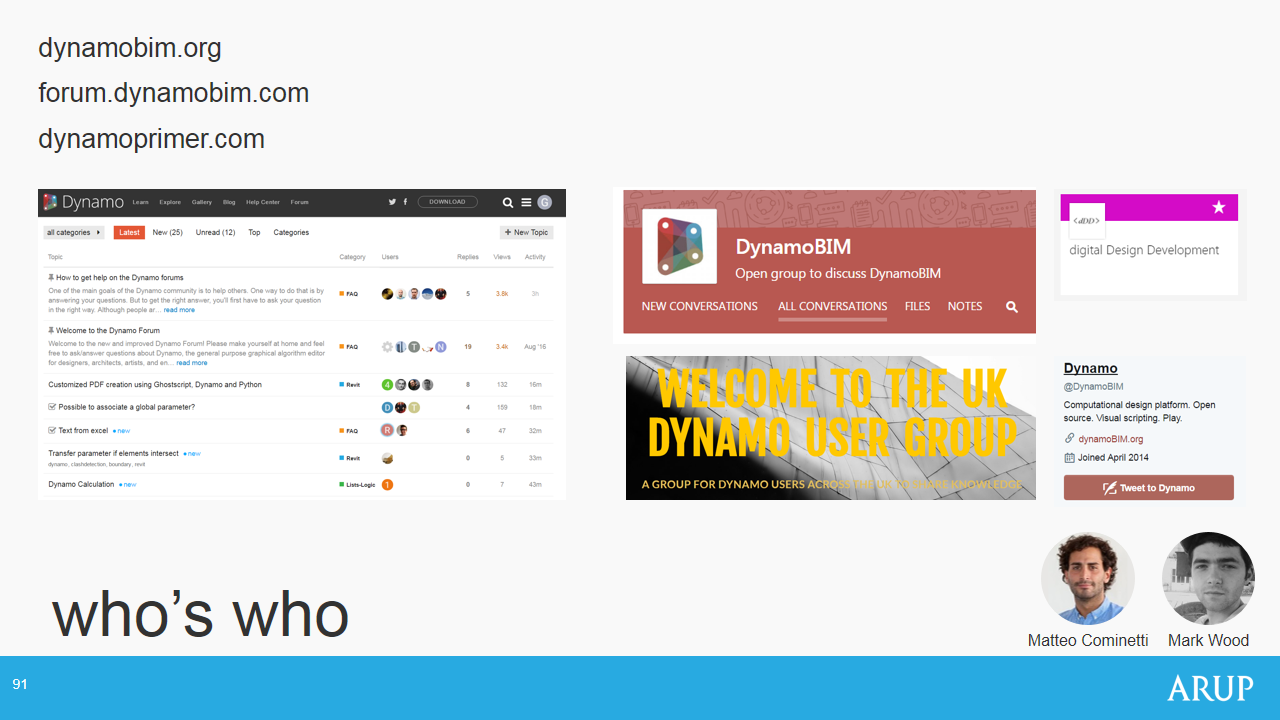 dynamobim.org
forum.dynamobim.com
dynamoprimer.com
Dynamo Learn Explore Gallery Blog Help Center Forum DOWNLOAD G
all categories Latest New (25) Unread (12) Top Categories + New Topic
Topic Category Users Replies Views Activity
How to get help on the Dynamo forums
One of the main goals of the Dynamo community is to help others. One way to do that is by
answering your questions. But to get the right answer, you'll first have to ask your question
in the right way. Although people ar… read more
FAQ 5 3.8k 3h
Welcome to the Dynamo Forum
Welcome to the new and improved Dynamo Forum! Please make yourself at home and feel
free to ask/answer questions about Dynamo, the general purpose graphical algorithm editor
for designers, architects, artists, and en… read more
FAQ T N 19 3.4k Aug '16
Customized PDF creation using Ghostscript, Dynamo and Python Revit 4 8 132 16m
Possible to associate a global parameter? D T 4 159 18m
Text from excel new FAQ R 6 47 32m
Transfer parameter if elements intersect new Revit 0 5 33m
dynamo, clashdetection, boundary, revit
Dynamo Calculation new Lists-Logic 1 0 7 43m
DynamoBIM
Open group to discuss DynamoBIM
NEW CONVERSATIONS ALL CONVERSATIONS FILES NOTES
<dDD>
digital Design Development
WELCOME TO THE UK
DYNAMO USER GROUP
A GROUP FOR DYNAMO USERS ACROSS THE UK TO SHARE KNOWLEDGE
Dynamo
@DynamoBIM
Computational design platform. Open
source. Visual scripting. Play.
dynamoBIM.org
Joined April 2014
Tweet to Dynamo
who's who
Matteo Cominetti Mark Wood
91
ARUP